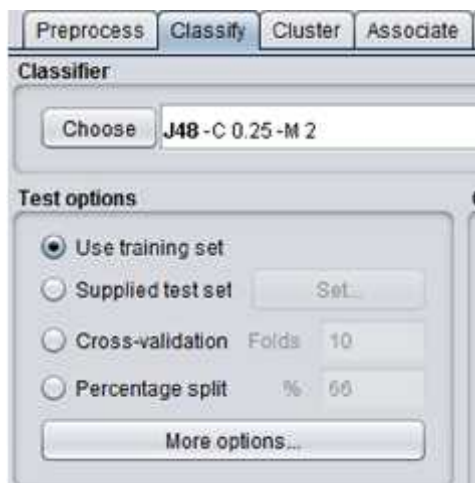 Preprocess Classify Cluster Associate
Classifier
Choose J48 -C 0.25 -M 2
Test options
Use training set
Supplied test set Set...
Cross-validation Folds 10
Percentage split % 66
More options...